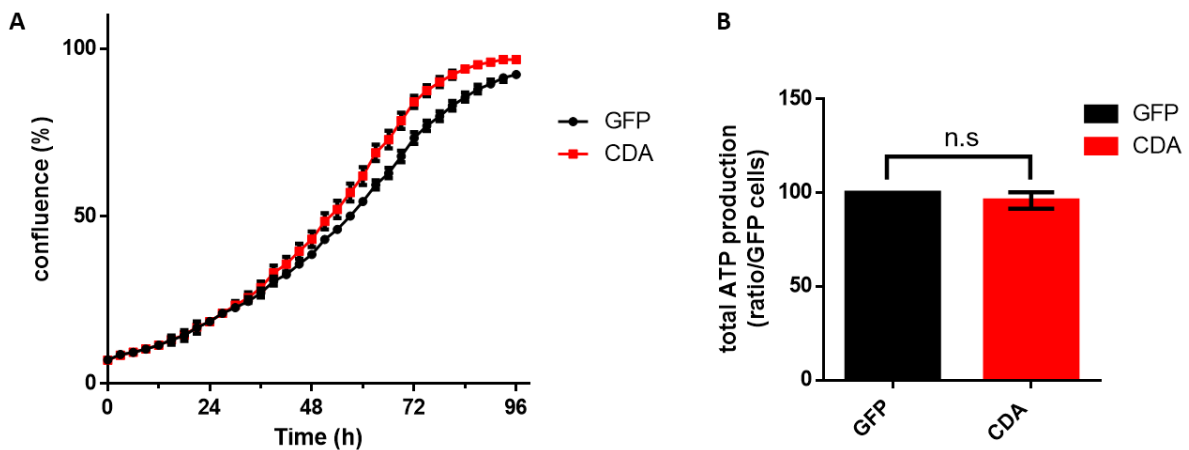 A
confluence (%)
100
50
0
0 24 48 72 96
Time (h)
GFP
CDA
B
total ATP production
(ratio/GFP cells)
150
100
50
0
n.s
GFP
CDA
GFP
CDA